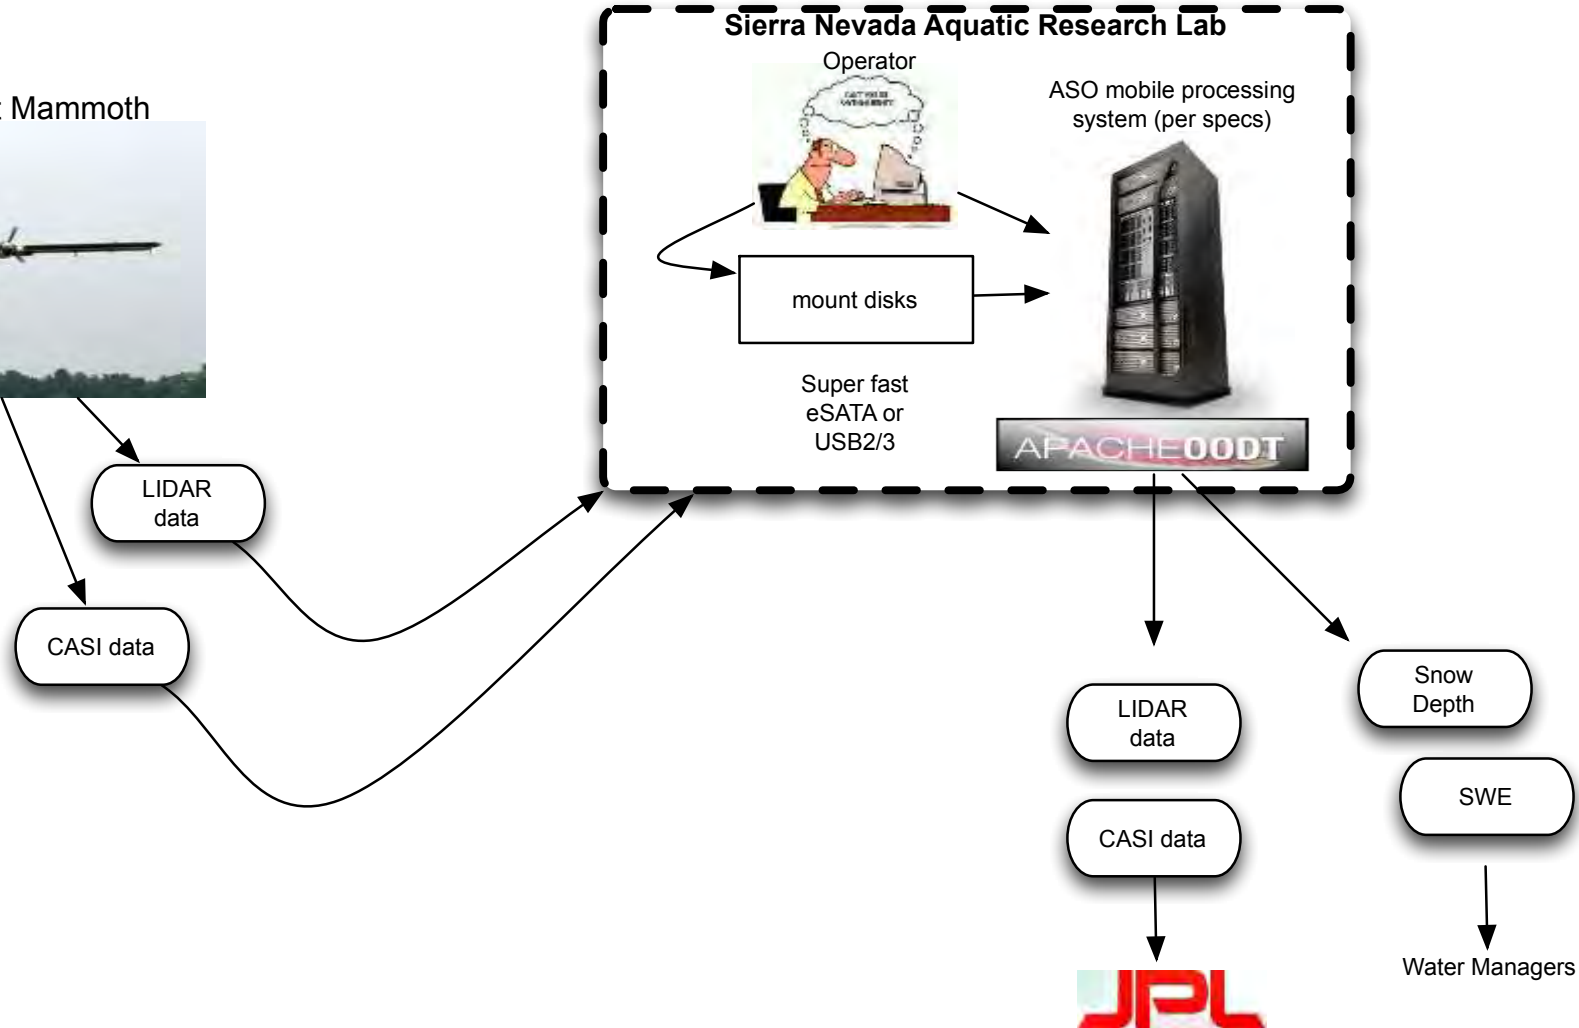 Sierra Nevada Aquatic Research Lab
Operator
ASO mobile processing
system (per specs)
Mammoth
mount disks
Super fast
eSATA or
USB2/3
APACHE OODT
LIDAR
data
CASI data
LIDAR
data
CASI data
Snow
Depth
SWE
Water Managers
JPL